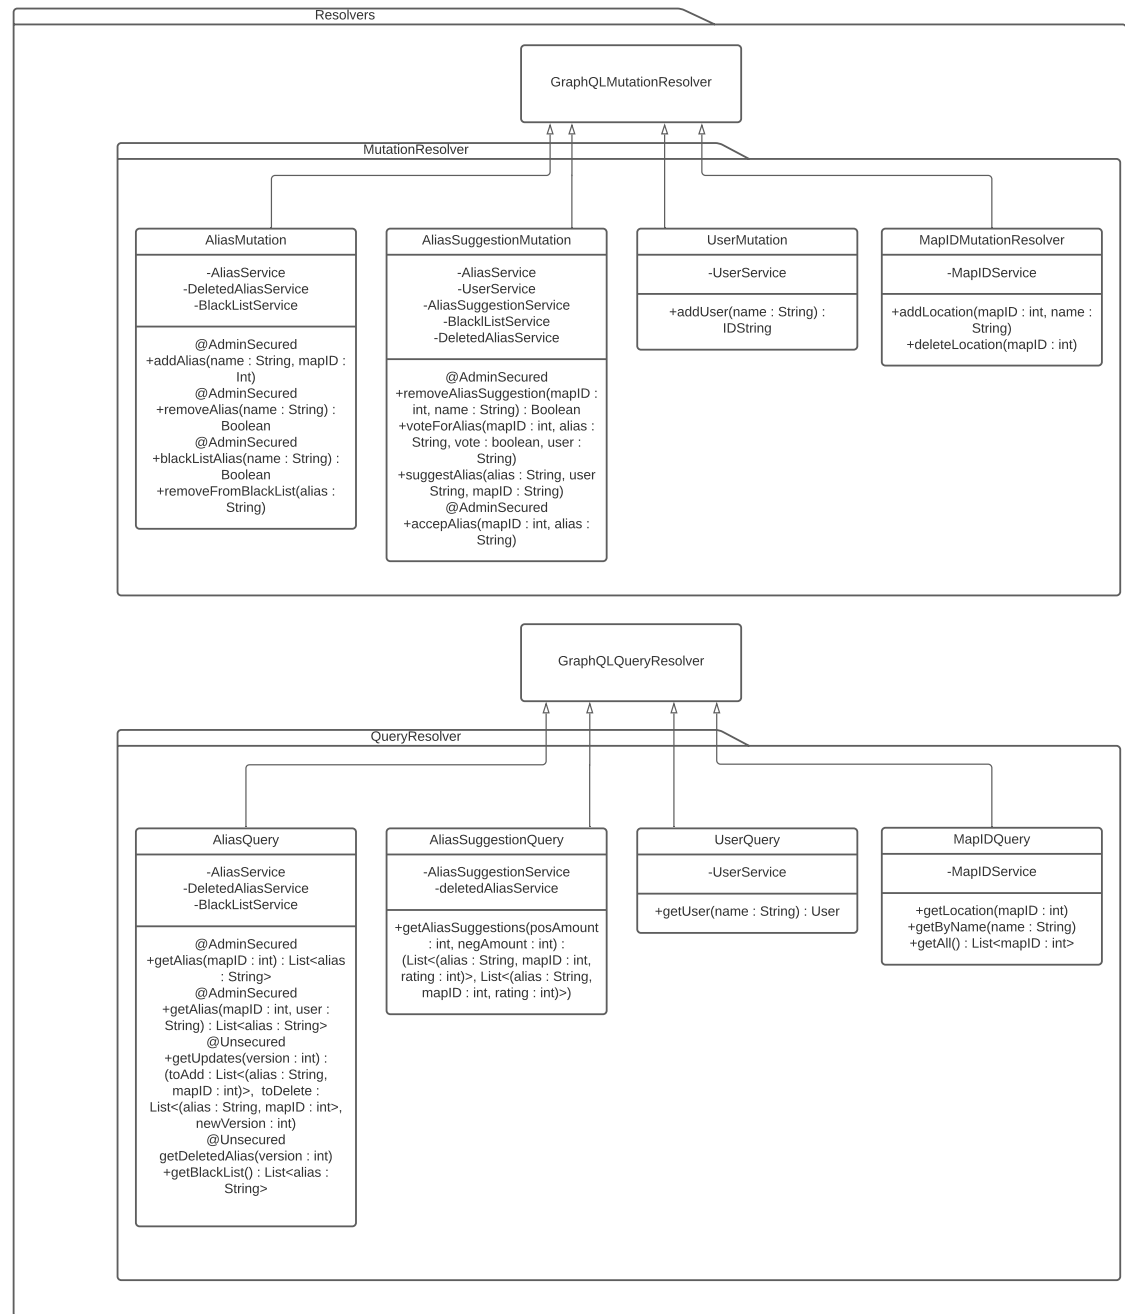 Resolvers
GraphQLMutationResolver
MutationResolver
AliasMutation
-AliasService
-DeletedAliasService
-BlackListService
@AdminSecured
+addAlias(name : String, mapID :
Int)
@AdminSecured
+removeAlias(name : String) :
Boolean
@AdminSecured
+blackListAlias(name : String) :
Boolean
+removeFromBlackList(alias :
String)
AliasSuggestionMutation
-AliasService
-UserService
-AliasSuggestionService
-BlacklListService
-DeletedAliasService
@AdminSecured
+removeAliasSuggestion(mapID :
int, name : String) : Boolean
+voteForAlias(mapID : int, alias :
String, vote : boolean, user :
String)
+suggestAlias(alias : String, user
String, mapID : String)
@AdminSecured
+accepAlias(mapID : int, alias :
String)
UserMutation
-UserService
+addUser(name : String) :
IDString
MapIDMutationResolver
-MapIDService
+addLocation(mapID : int, name :
String)
+deleteLocation(mapID : int)
GraphQLQueryResolver
QueryResolver
AliasQuery
-AliasService
-DeletedAliasService
-BlackListService
@AdminSecured
+getAlias(mapID : int) : List<alias
: String>
@AdminSecured
+getAlias(mapID : int, user :
String) : List<alias : String>
@Unsecured
+getUpdates(version : int) :
(toAdd : List<(alias : String,
mapID : int)>,  toDelete :
List<(alias : String, mapID : int>,
newVersion : int)
@Unsecured
getDeletedAlias(version : int)
+getBlackList() : List<alias :
String>
AliasSuggestionQuery
-AliasSuggestionService
-deletedAliasService
+getAliasSuggestions(posAmount
: int, negAmount : int) :
(List<(alias : String, mapID : int,
rating : int)>, List<(alias : String,
mapID : int, rating : int)>)
UserQuery
-UserService
+getUser(name : String) : User
MapIDQuery
-MapIDService
+getLocation(mapID : int)
+getByName(name : String)
+getAll() : List<mapID : int>